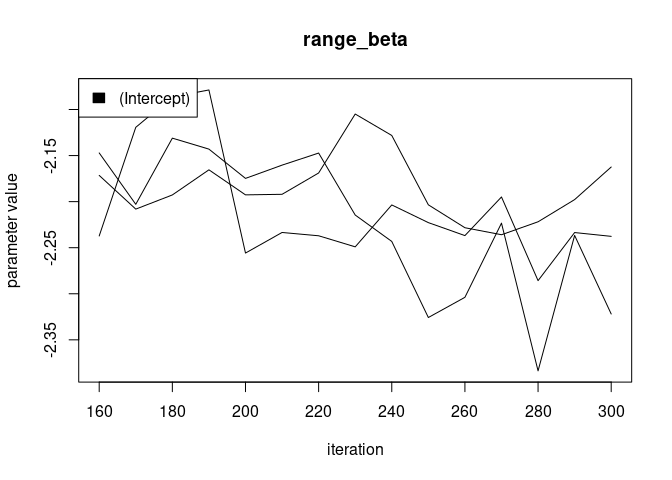 range_beta
(Intercept)
parameter value
-2.15
-2.25
-2.35
160 180 200 220 240 260 280 300
iteration